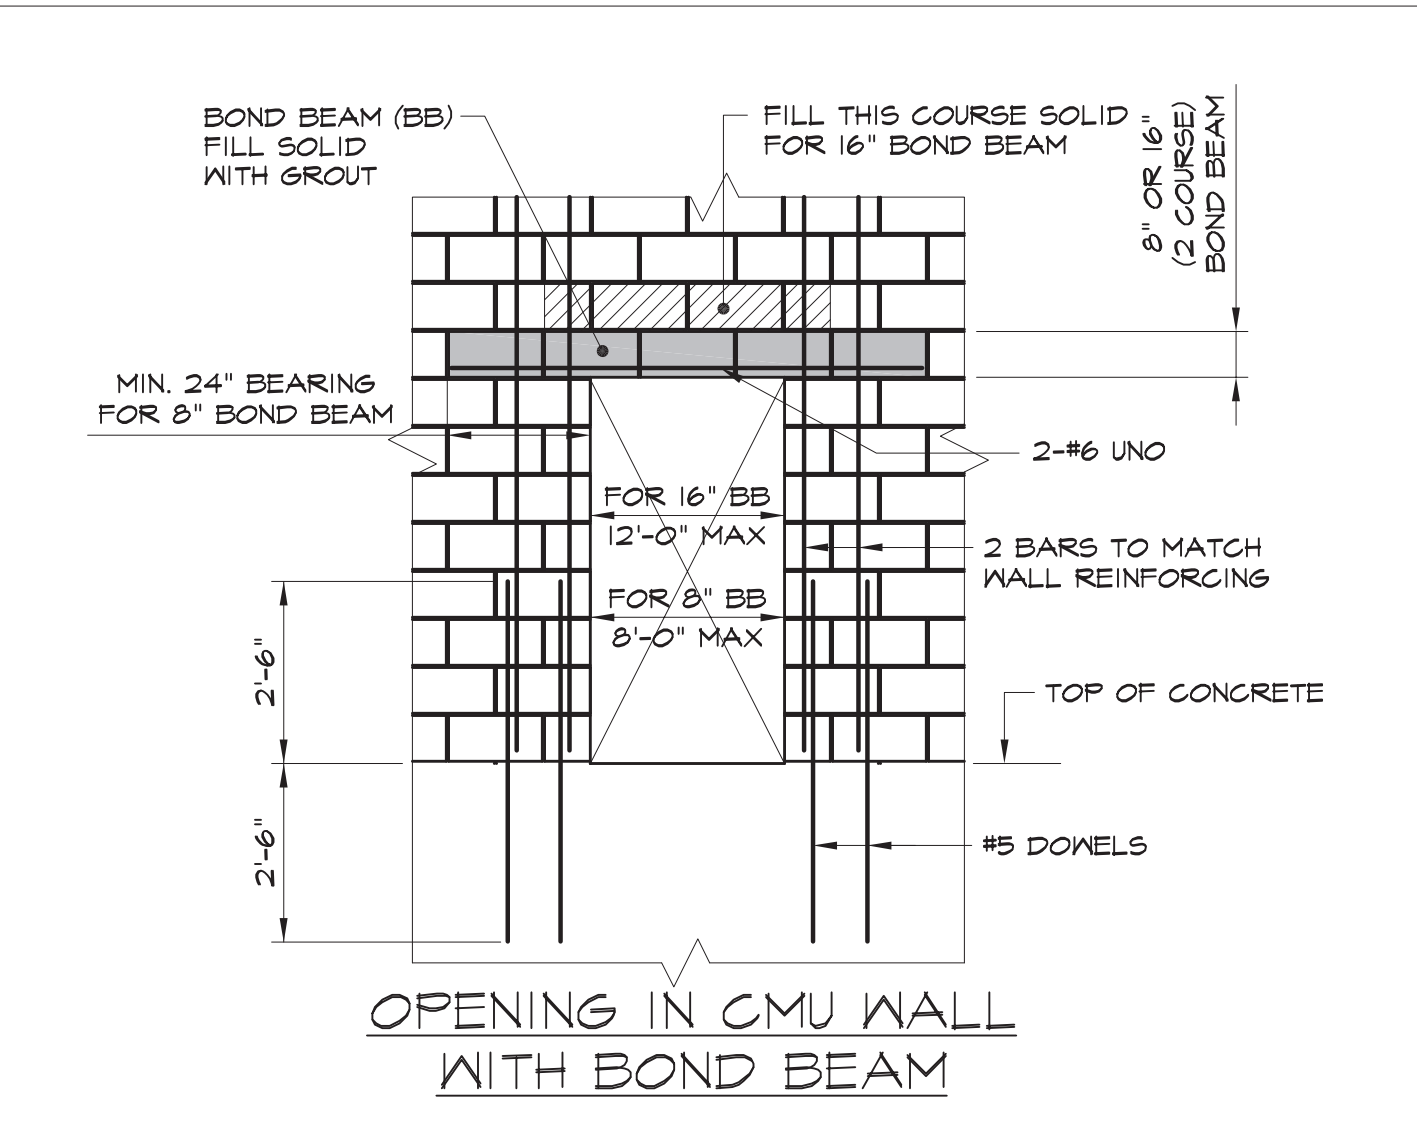 BOND BEAM (BB)
FILL SOLID
WITH GROUT
FILL THIS COURSE SOLID
FOR 16" BOND BEAM
8" OR 16"
(2 COURSE)
BOND BEAM
MIN. 24" BEARING
FOR 8" BOND BEAM
2-#6 UNO
FOR 16" BB
12'-0" MAX
2 BARS TO MATCH
WALL REINFORCING
FOR 8" BB
8'-0" MAX
2'-6"
TOP OF CONCRETE
2'-6"
#5 DOWELS
OPENING IN CMU WALL
WITH BOND BEAM